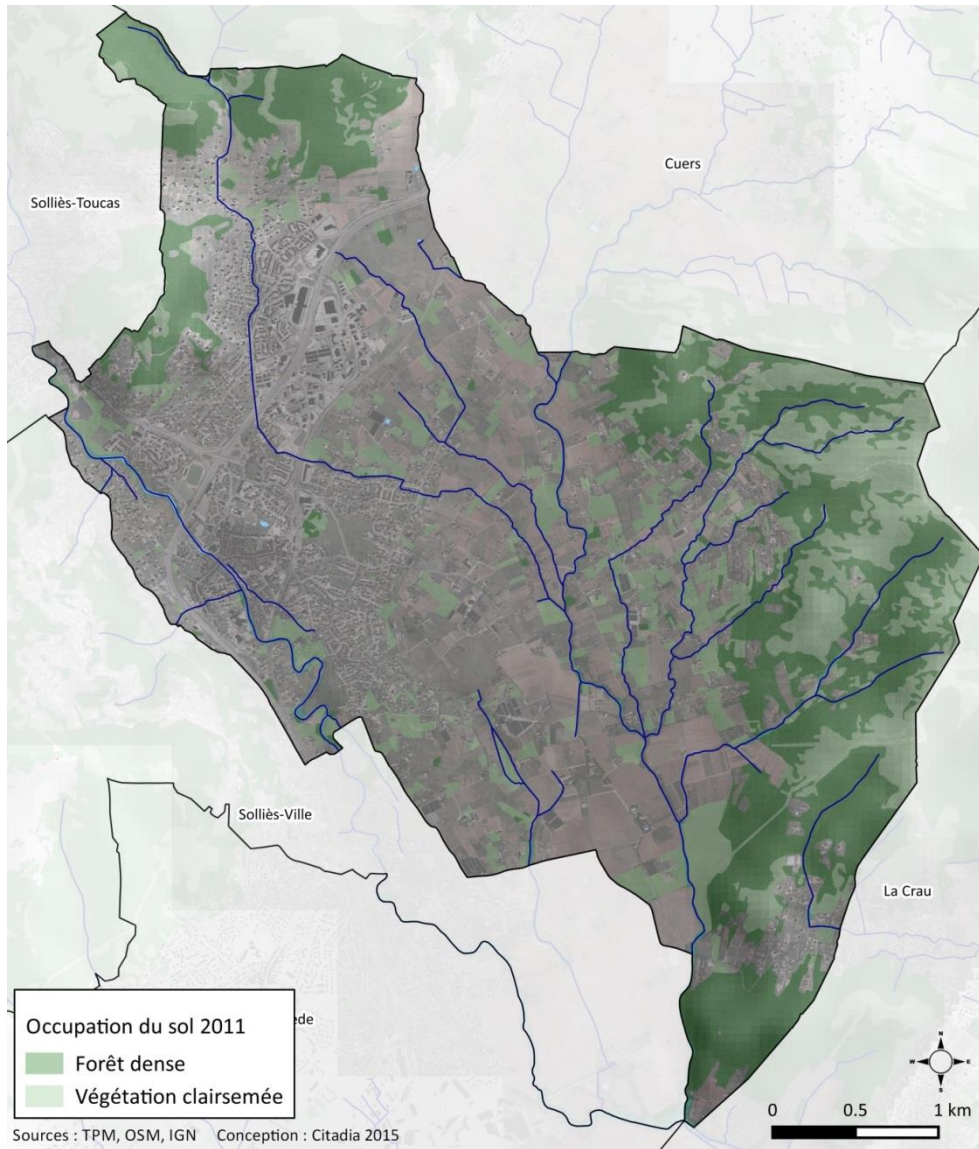 Cuers
Solliès-Toucas
Solliès-Ville
La Crau
ede
Occupation du sol 2011
Forêt dense
Végétation clairsemée
N
W E
S
0 0.5 1 km
Sources : TPM, OSM, IGN Conception : Citadia 2015